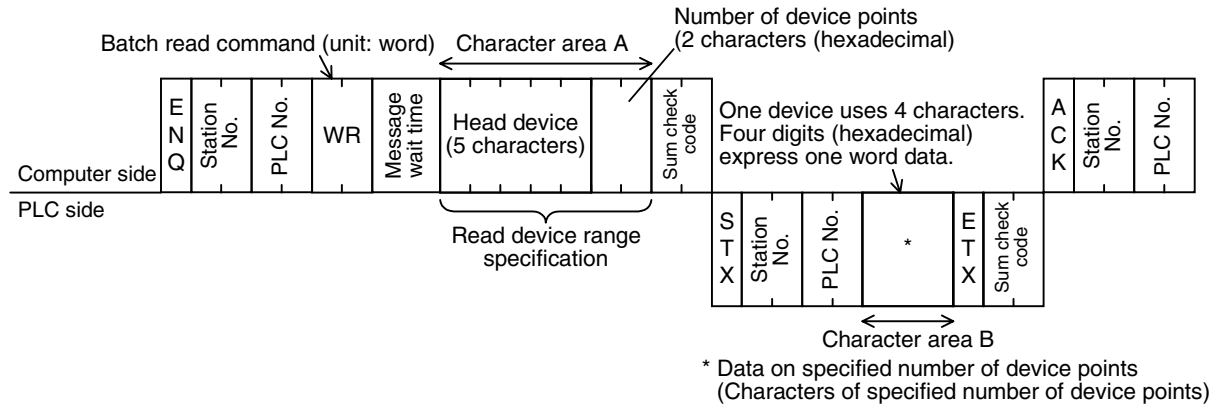 Number of device points
(2 characters (hexadecimal)
Batch read command (unit: word)
Character area A
E
N
Q
Station
No.
PLC No.
WR
Message
wait time
Head device
(5 characters)
Sum check
code
One device uses 4 characters.
Four digits (hexadecimal)
express one word data.
A
C
K
Station
No.
PLC No.
Computer side
PLC side
Read device range
specification
S
T
X
Station
No.
PLC No.
*
E
T
X
Sum check
code
Character area B
* Data on specified number of device points
(Characters of specified number of device points)